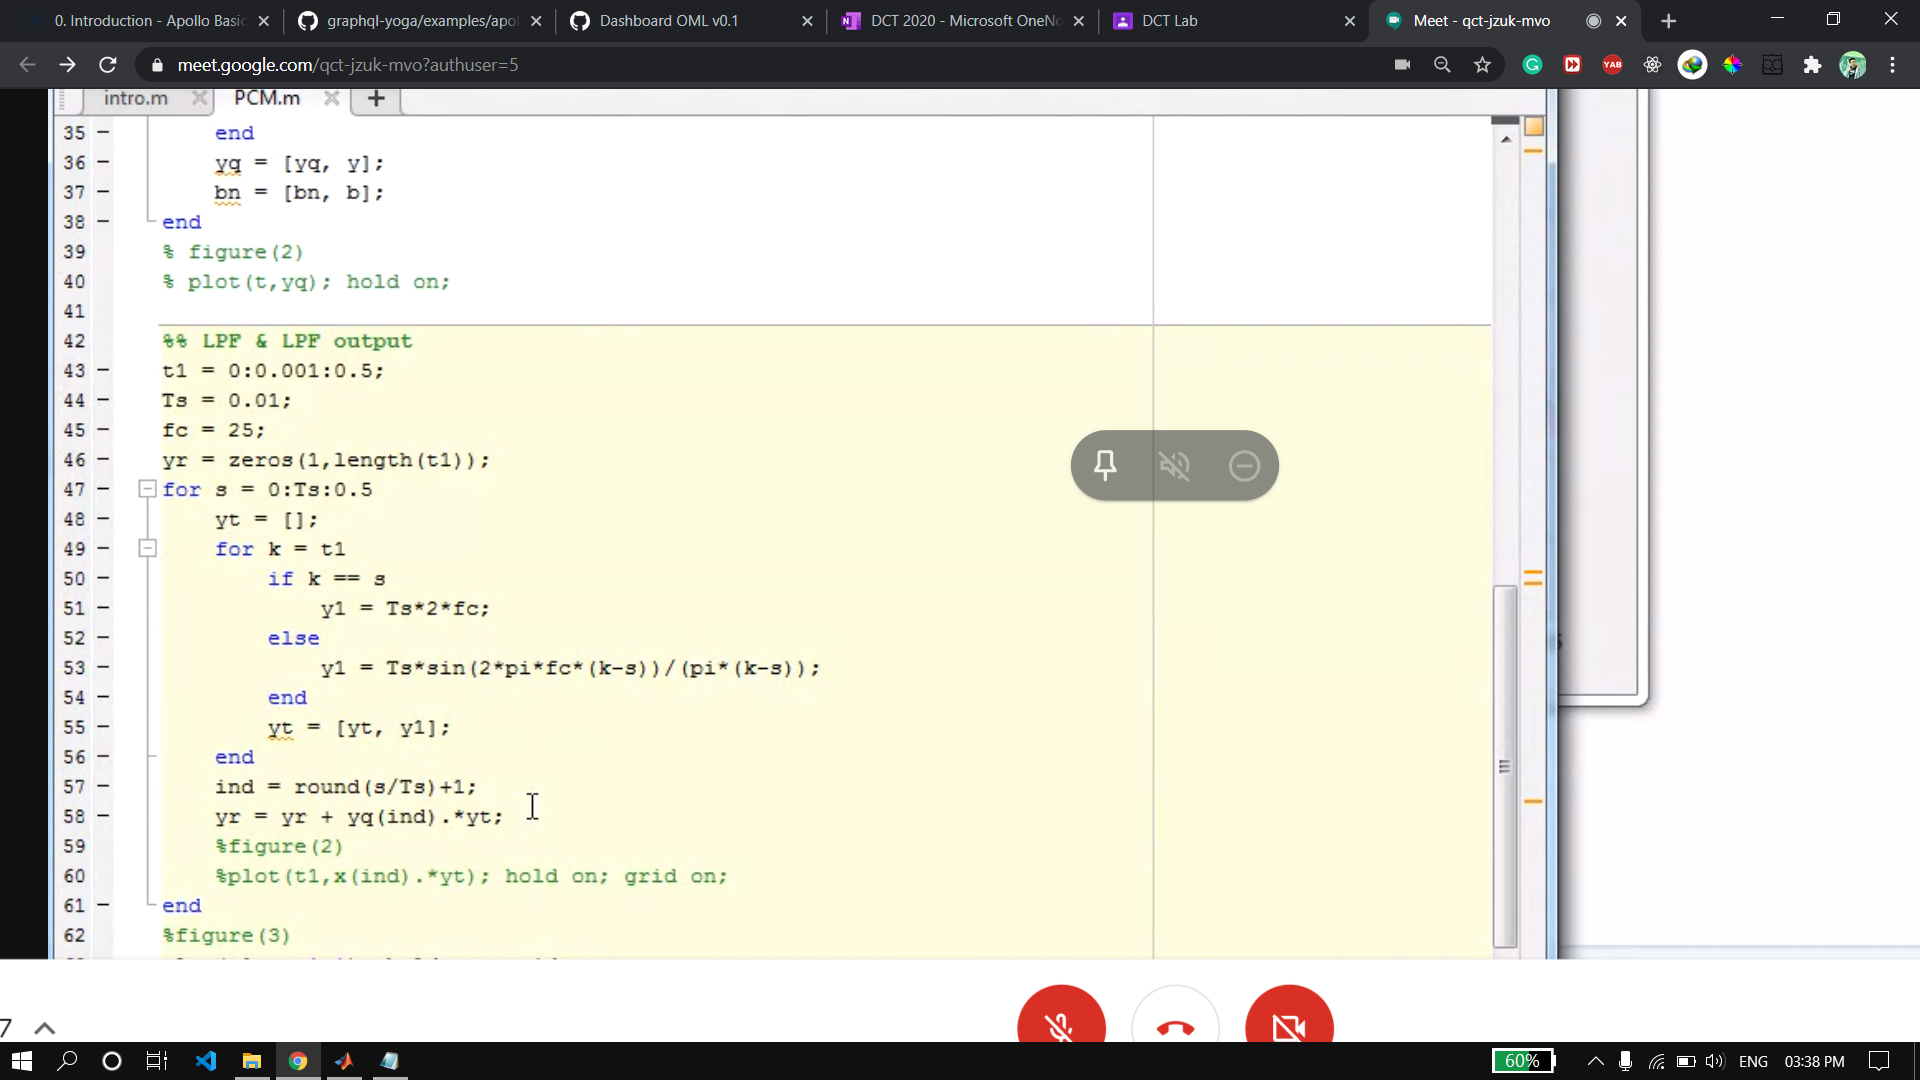 0. Introduction - Apollo Basic
graphql-yoga/examples/apol
Dashboard OML v0.1
DCT 2020 - Microsoft OneNo
DCT Lab
Meet - qct-jzuk-mvo
meet.google.com/qct-jzuk-mvo?authuser=5
YAB
intro.m
PCM.m
35 end
36 yq = [yq, y];
37 bn = [bn, b];
38 end
39 % figure(2)
40 % plot(t,yq); hold on;
41
42 %% LPF & LPF output
43 t1 = 0:0.001:0.5;
44 Ts = 0.01;
45 fc = 25;
46 yr = zeros(1,length(t1));
47 for s = 0:Ts:0.5
48 yt = [];
49 for k = t1
50 if k == s
51 y1 = Ts*2*fc;
52 else
53 y1 = Ts*sin(2*pi*fc*(k-s))/(pi*(k-s));
54 end
55 yt = [yt, y1];
56 end
57 ind = round(s/Ts)+1;
58 yr = yr + yq(ind).*yt;
59 %figure(2)
60 %plot(t1,x(ind).*yt); hold on; grid on;
61 end
62 %figure(3)
7
60%
ENG
03:38 PM